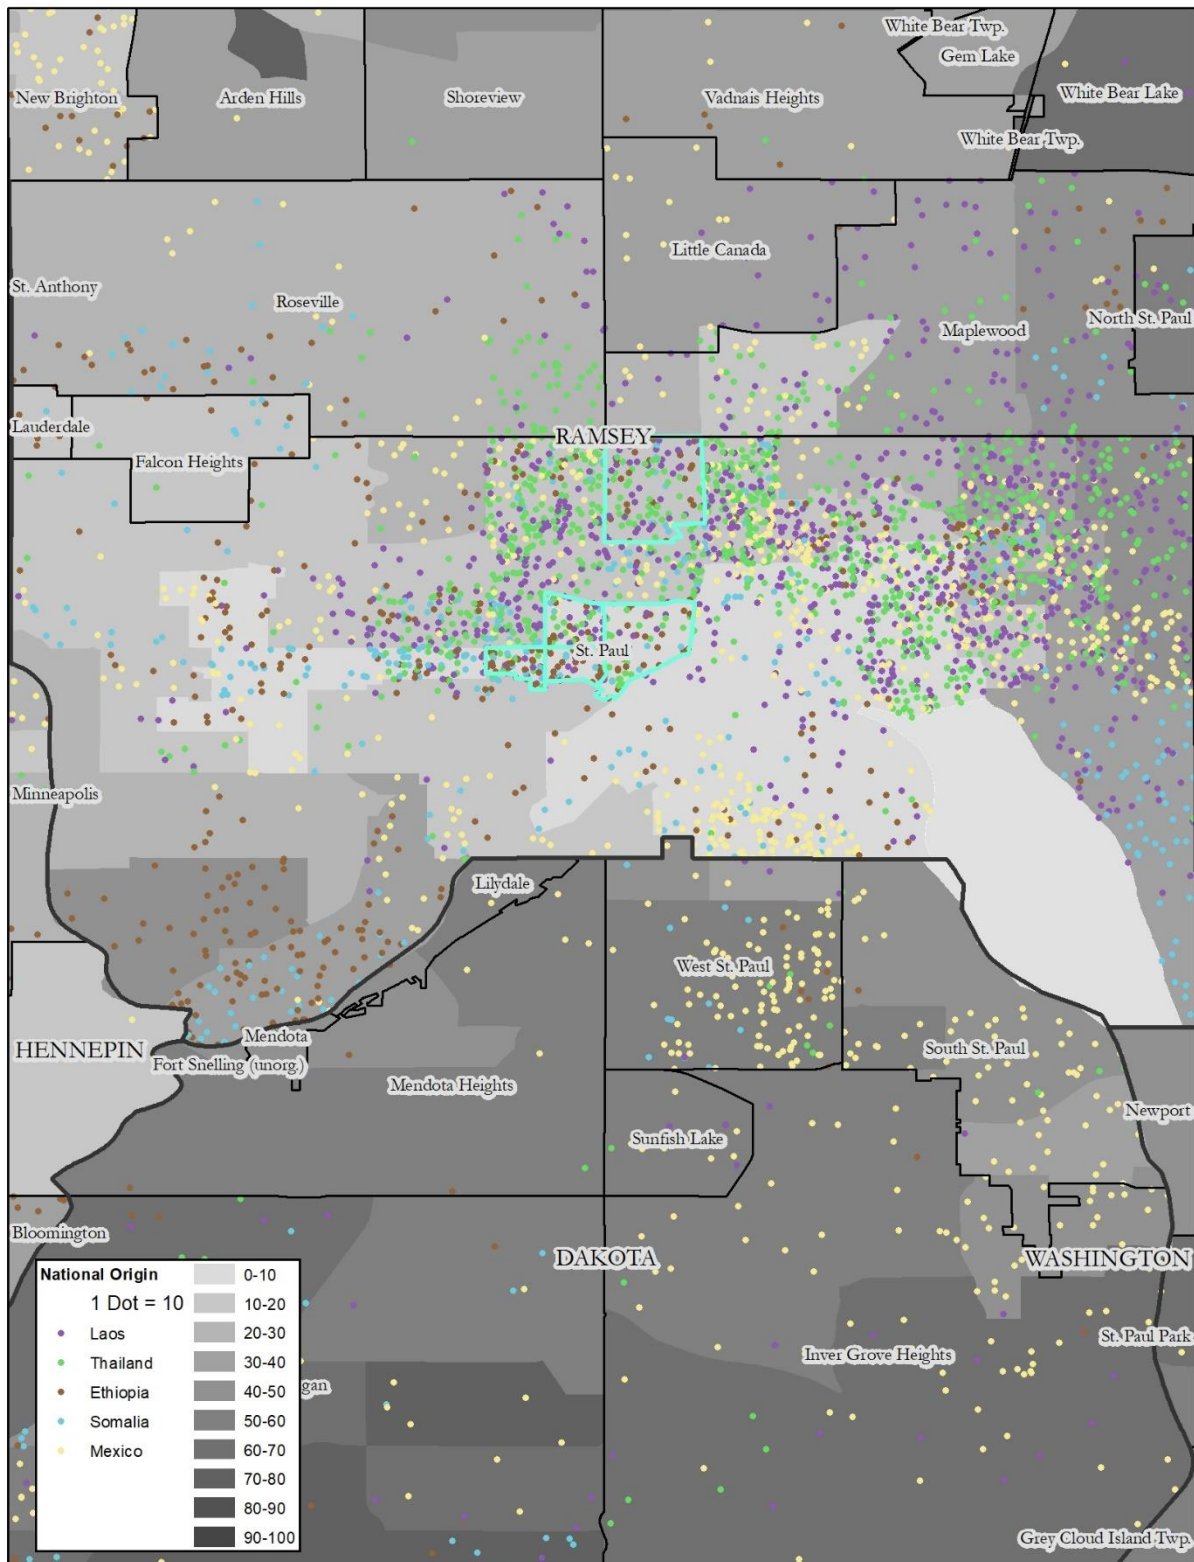 White Bear Twp.
Gem Lake
New Brighton
Arden Hills
Shoreview
Vadnais Heights
White Bear Lake
White Bear Twp.
Little Canada
St. Anthony
Roseville
North St. Paul
Maplewood
Lauderdale
RAMSEY
Falcon Heights
St. Paul
Minneapolis
Lilydale
West St. Paul
Mendota
HENNEPIN
Fort Snelling (unorg.)
South St. Paul
Mendota Heights
Newport
Sunfish Lake
Bloomington
DAKOTA
WASHINGTON
St. Paul Park
Inver Grove Heights
gan
Grey Cloud Island Twp.
National Origin
1 Dot = 10
Laos
Thailand
Ethiopia
Somalia
Mexico
0-10
10-20
20-30
30-40
40-50
50-60
60-70
70-80
80-90
90-100